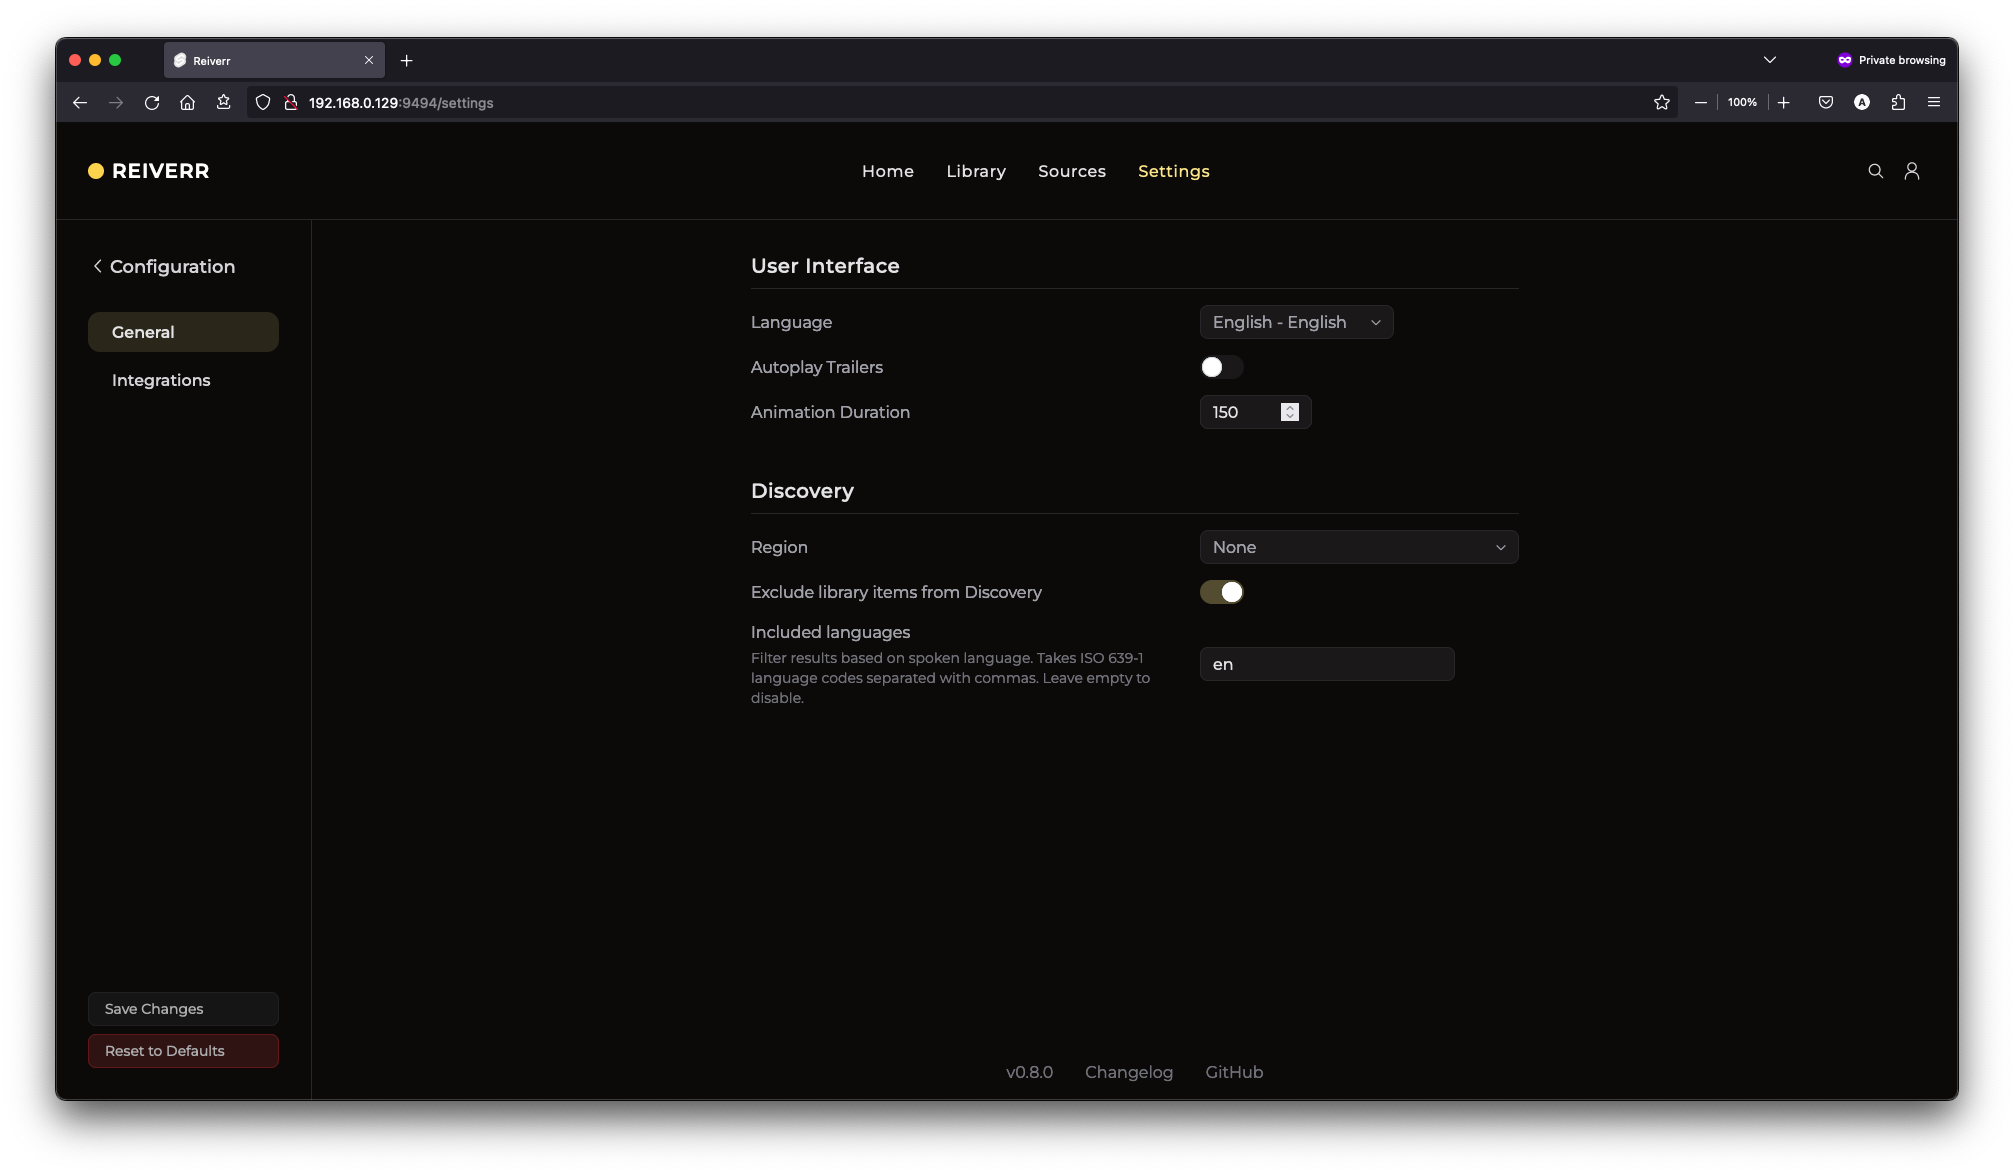 Reiverr
Private browsing
192.168.0.129:9494/settings
100%
A
REIVERR
Home
Library
Sources
Settings
Configuration
General
Integrations
User Interface
Language
English - English
Autoplay Trailers
Animation Duration
150
Discovery
Region
None
Exclude library items from Discovery
Included languages
Filter results based on spoken language. Takes ISO 639-1
language codes separated with commas. Leave empty to
disable.
en
Save Changes
Reset to Defaults
v0.8.0
Changelog
GitHub